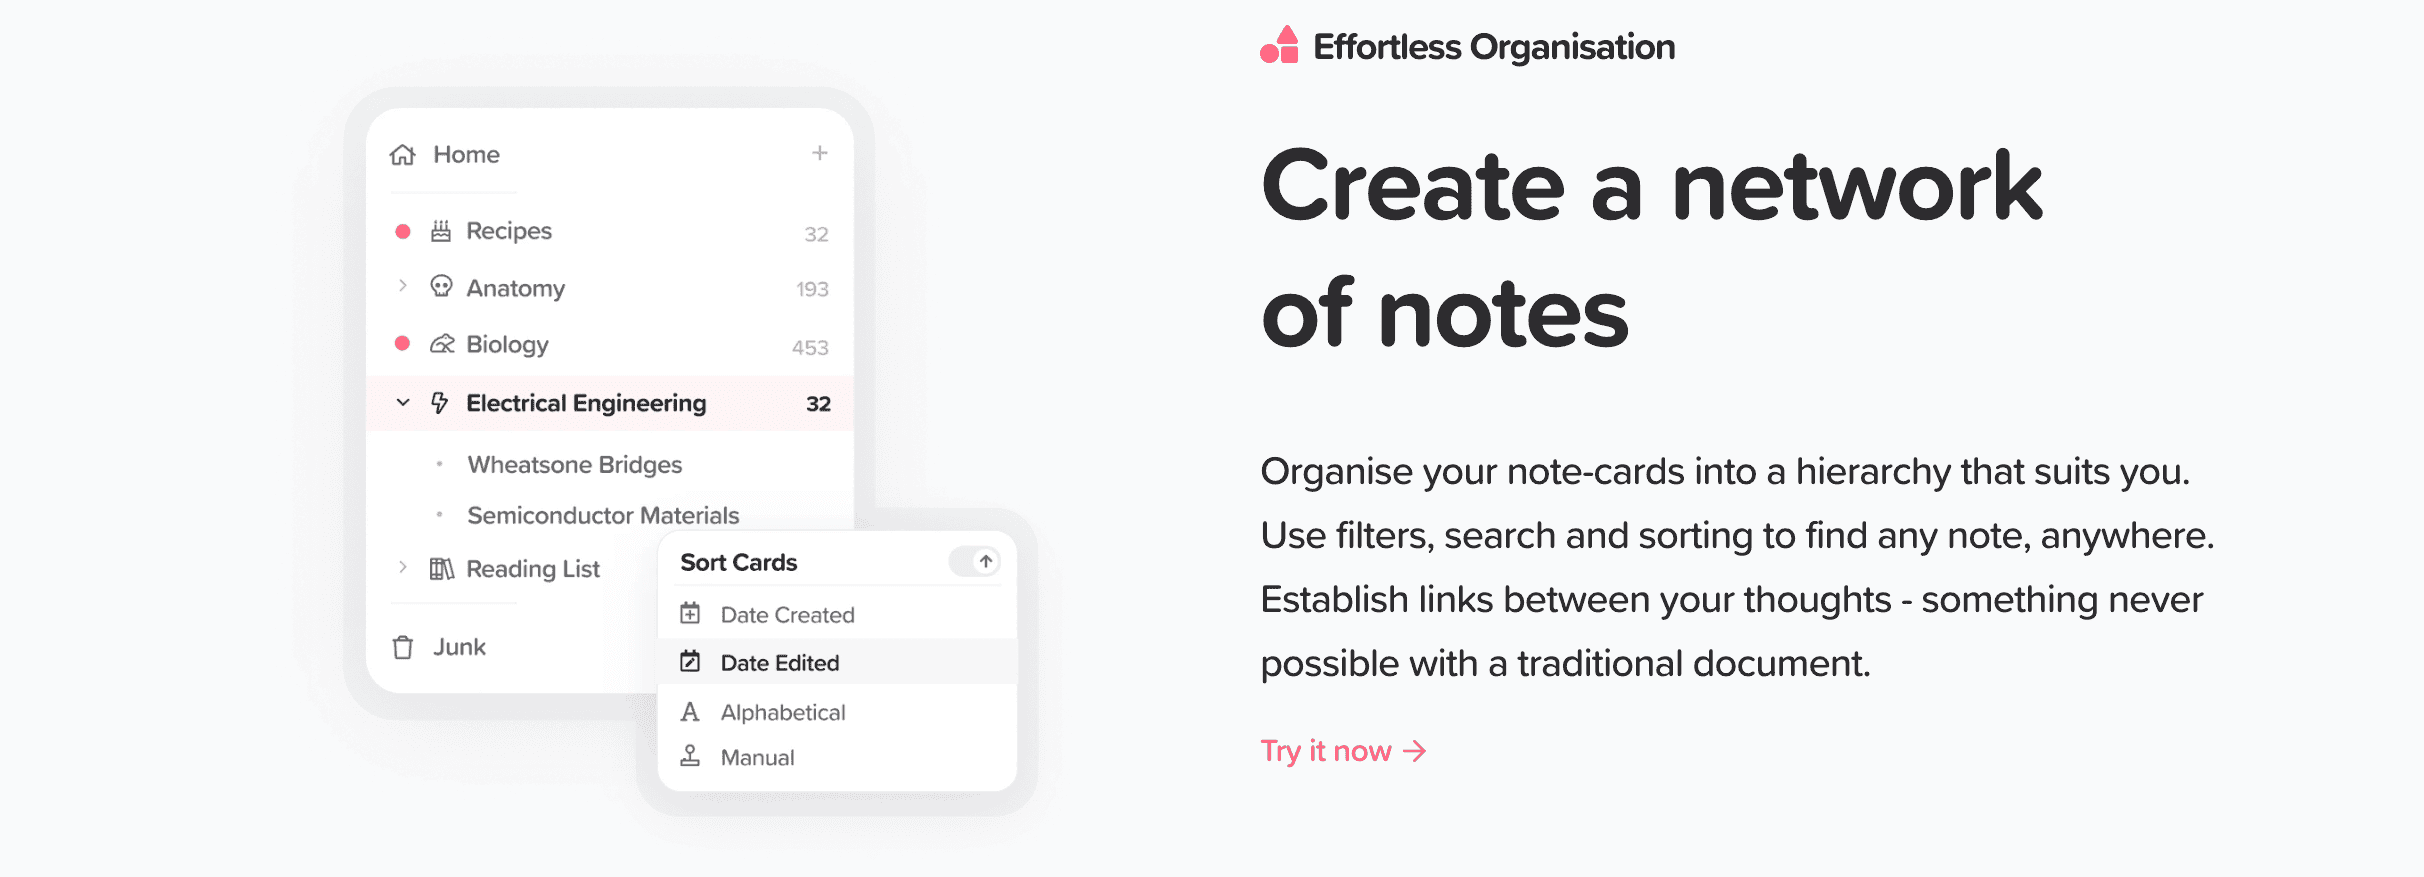 Home
Recipes 32
Anatomy 193
Biology 453
Electrical Engineering 32
Wheatsone Bridges
Semiconductor Materials
Reading List
Junk
Sort Cards
Date Created
Date Edited
Alphabetical
Manual
Effortless Organisation
Create a network
of notes
Organise your note-cards into a hierarchy that suits you.
Use filters, search and sorting to find any note, anywhere.
Establish links between your thoughts - something never
possible with a traditional document.
Try it now →